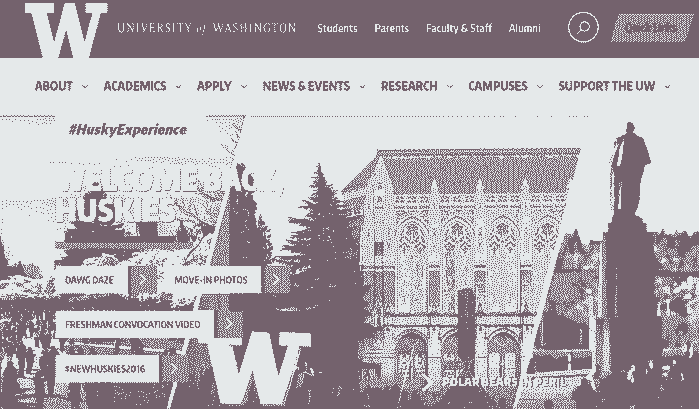 W UNIVERSITY of WASHINGTON Students Parents Faculty & Staff Alumni
ABOUT ACADEMICS APPLY NEWS & EVENTS RESEARCH CAMPUSES SUPPORT THE UW
#HuskyExperience
WELCOME BACK,
HUSKIES
DAWG DAZE MOVE-IN PHOTOS
FRESHMAN CONVOCATION VIDEO
#NEWHUSKIES2016
W
POLAR BEARS IN PERIL